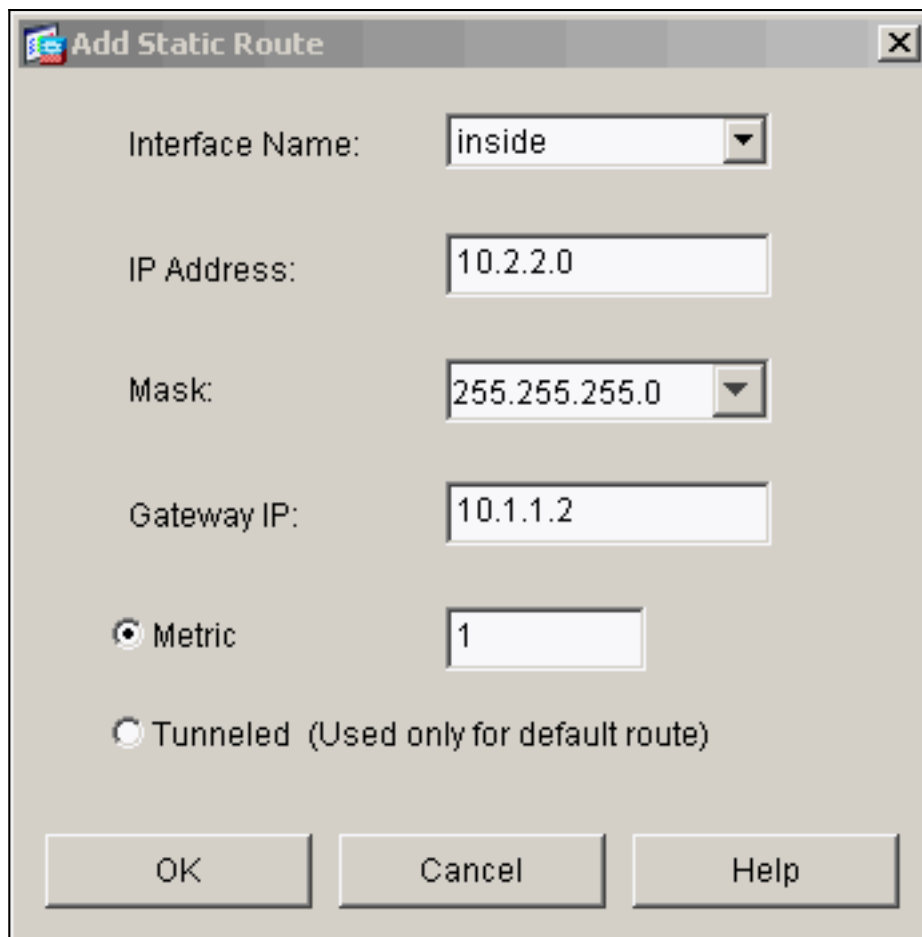 Add Static Route
Interface Name: inside
IP Address: 10.2.2.0
Mask: 255.255.255.0
Gateway IP: 10.1.1.2
Metric 1
Tunneled (Used only for default route)
OK Cancel Help